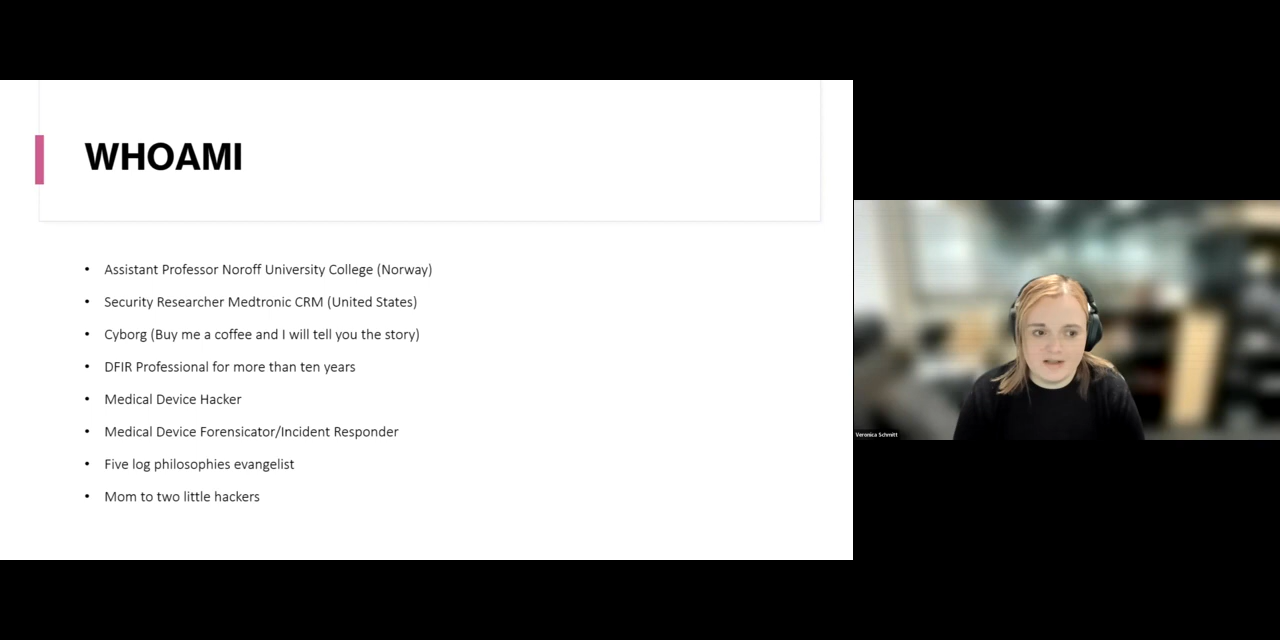 WHOAMI
• Assistant Professor Noroff University College (Norway)
• Security Researcher Medtronic CRM (United States)
• Cyborg (Buy me a coffee and I will tell you the story)
• DFIR Professional for more than ten years
• Medical Device Hacker
• Medical Device Forensicator/Incident Responder
• Five log philosophies evangelist
• Mom to two little hackers
Veronica Schmitt